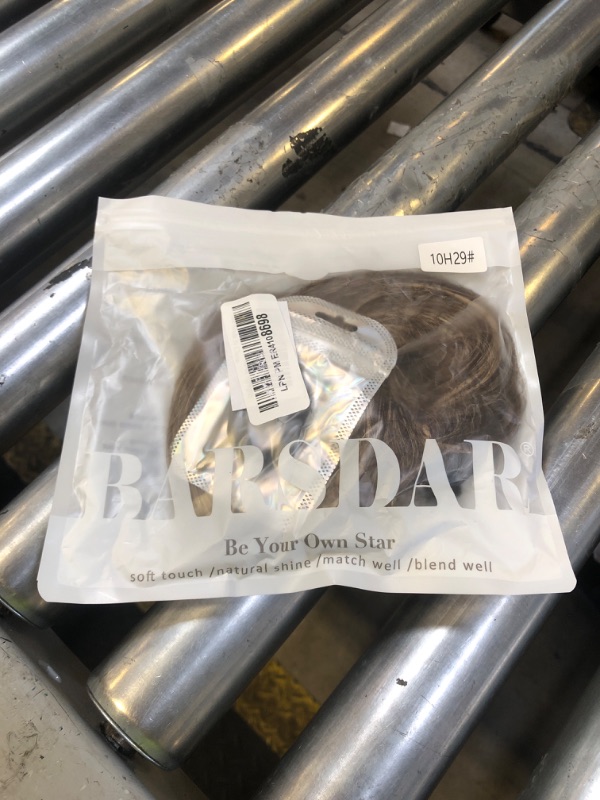 10H29#
BARSDAR®
Be Your Own Star
soft touch /natural shine /match well /blend well